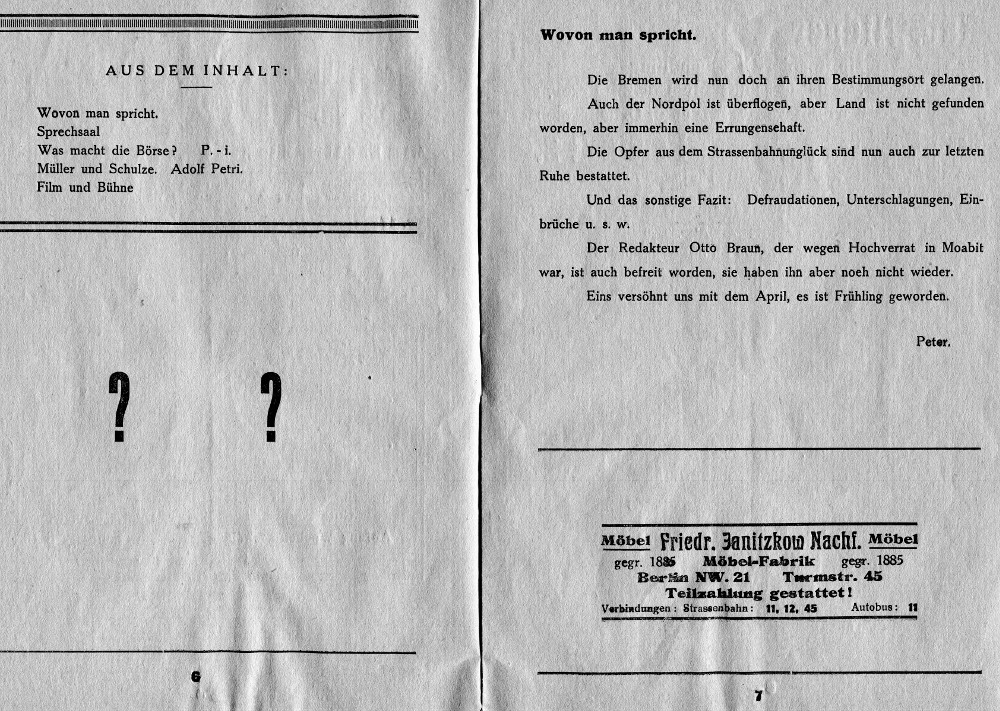 AUS DEM INHALT:
Wovon man spricht.
Sprechsaal
Was macht die Börse? P. - i.
Müller und Schulze. Adolf Petri.
Film und Bühne
? ?
6
Wovon man spricht.
Die Bremen wird nun doch an ihren Bestimmungsort gelangen.
Auch der Nordpol ist überflogen, aber Land ist nicht gefunden
worden, aber immerhin eine Errungensehaft.
Die Opfer aus dem Strassenbahnunglück sind nun auch zur letzten
Ruhe bestattet.
Und das sonstige Fazit: Defraudationen, Unterschlagungen, Ein-
brüche u. s. w.
Der Redakteur Otto Braun, der wegen Hochverrat in Moabit
war, ist auch befreit worden, sie haben ihn aber noeh nicht wieder.
Eins versöhnt uns mit dem April, es ist Frühling geworden.
Peter.
Möbel Friedr. Janitzkow Nachf. Möbel
gegr. 1885 Möbel-Fabrik gegr. 1885
Berlin NW. 21 Turmstr. 45
Teilzahlung gestattet!
Verbindungen: Strassenbahn: 11, 12, 45 Autobus: 11
7